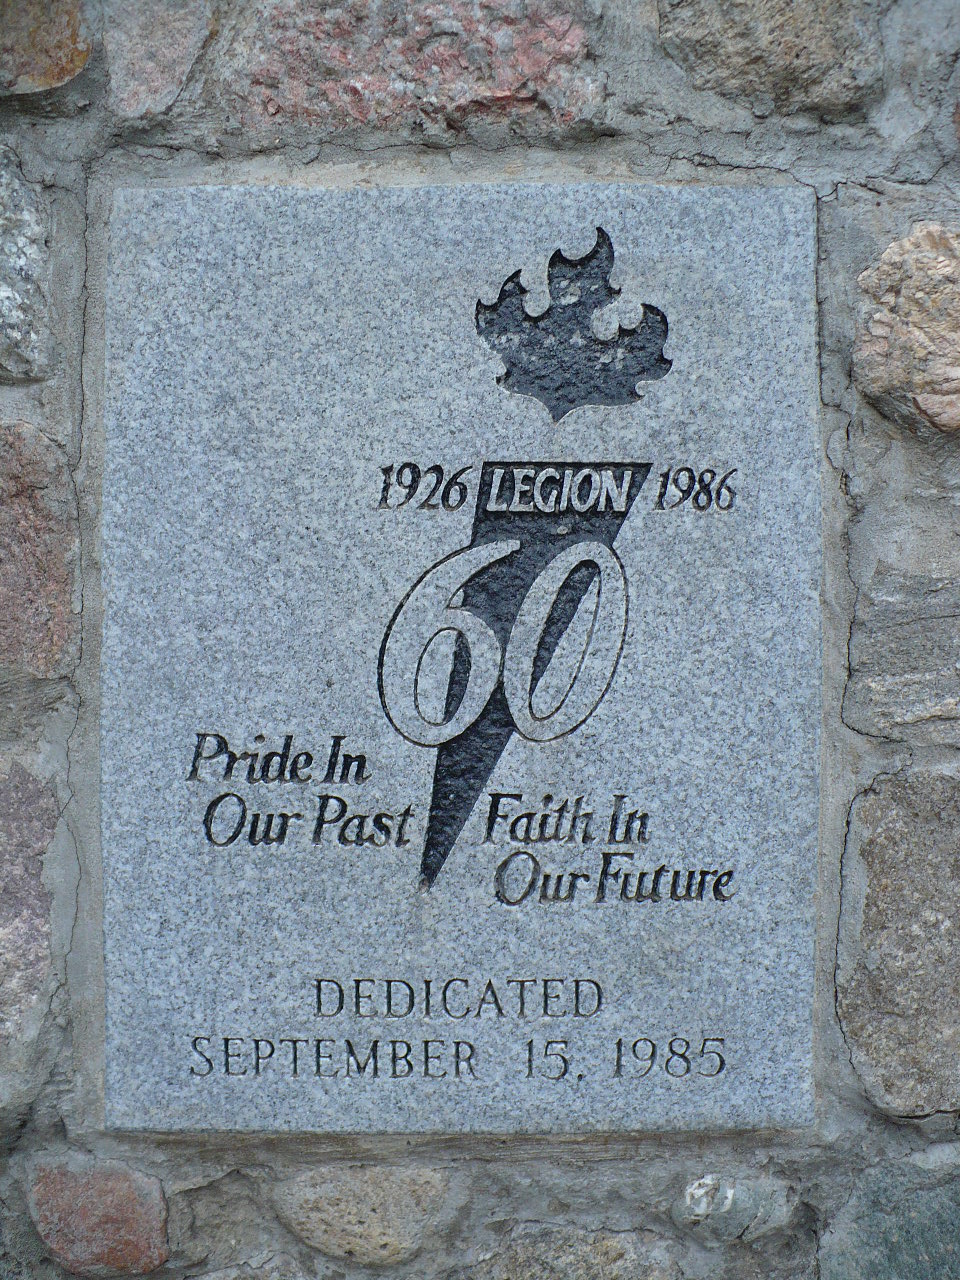 1926 LEGION 1986
60
Pride In
Our Past
Faith In
Our Future
DEDICATED
SEPTEMBER 15, 1985